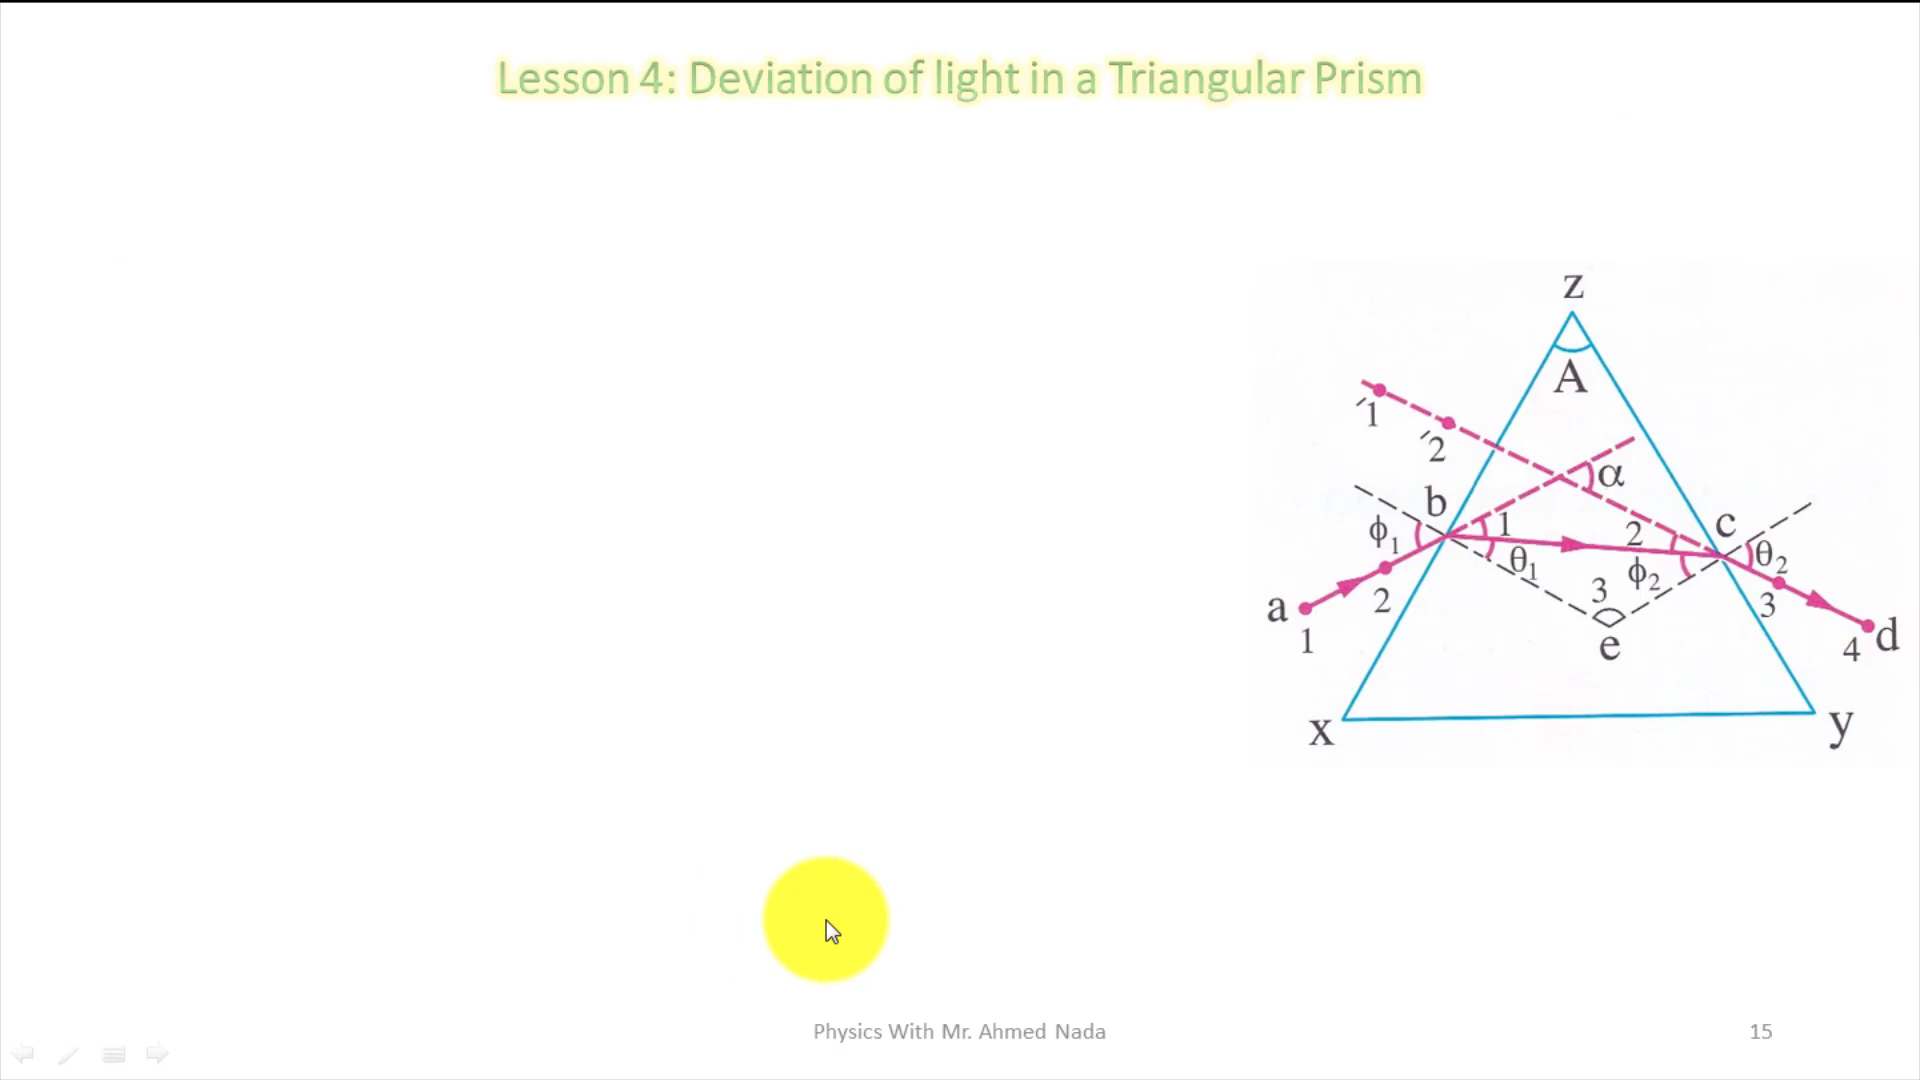 Lesson 4: Deviation of light in a Triangular Prism
z
A
´1
´2
α
b
c
1
2
ϕ1
θ1
ϕ2
θ2
3
a
2
3
1
e
4
d
x
y
Physics With Mr. Ahmed Nada
15